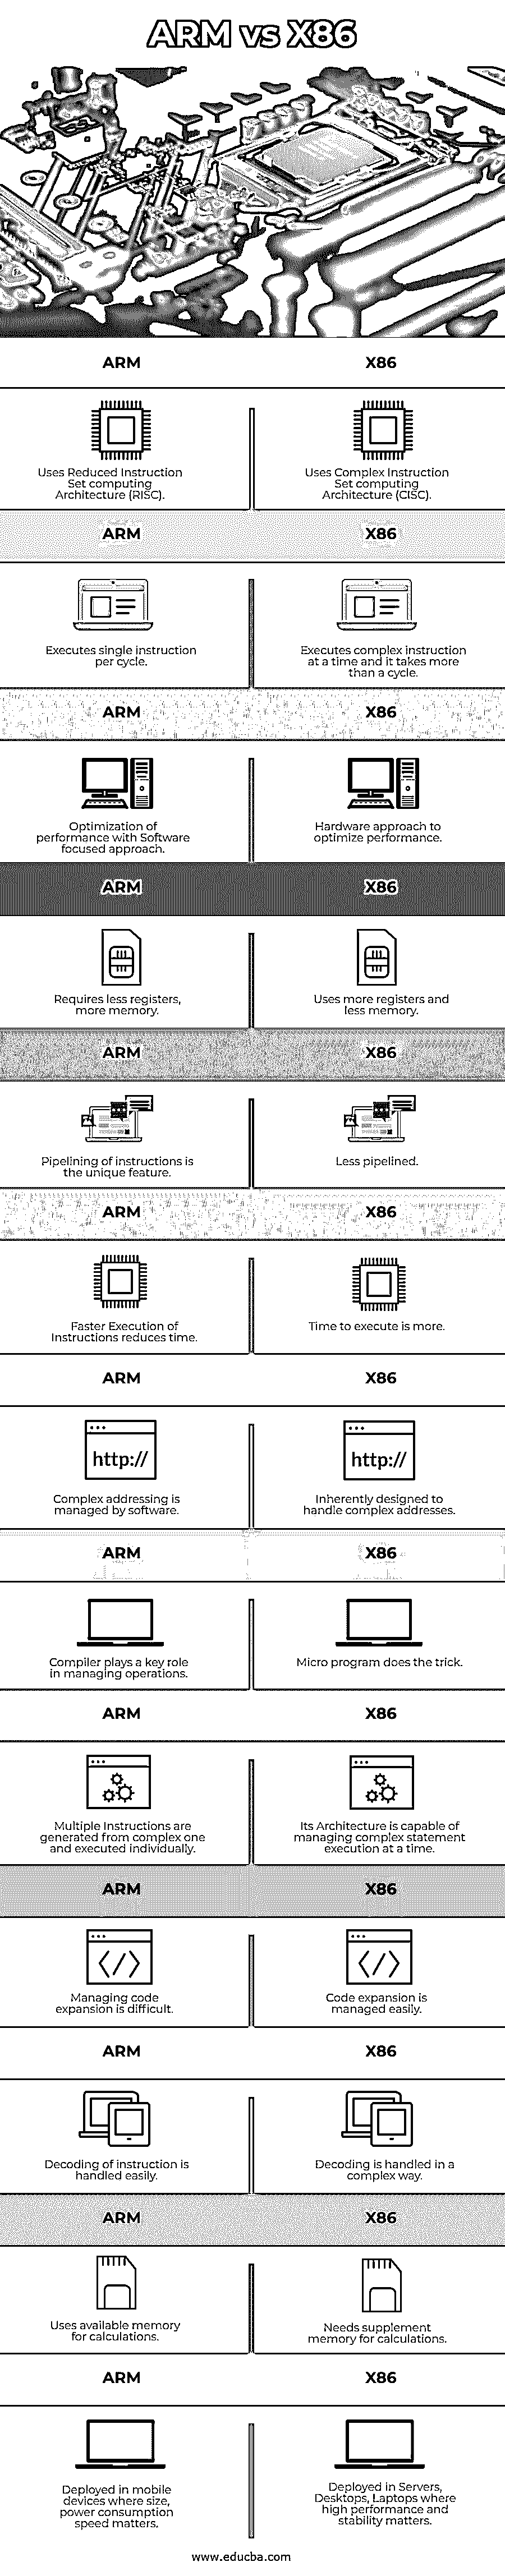 ARM vs X86
ARM X86
Uses Reduced Instruction
Set computing
Architecture (RISC).
Uses Complex Instruction
Set computing
Architecture (CISC).
ARM X86
Executes single instruction
per cycle.
Executes complex instruction
at a time and it takes more
than a cycle.
ARM X86
Optimization of
performance with Software
focused approach.
Hardware approach to
optimize performance.
ARM X86
Requires less registers,
more memory.
Uses more registers and
less memory.
ARM X86
Pipelining of instructions is
the unique feature.
Less pipelined.
ARM X86
Faster Execution of
Instructions reduces time.
Time to execute is more.
ARM X86
http://
http://
Complex addressing is
managed by software.
Inherently designed to
handle complex addresses.
ARM X86
Compiler plays a key role
in managing operations.
Micro program does the trick.
ARM X86
Multiple Instructions are
generated from complex one
and executed individually.
Its Architecture is capable of
managing complex statement
execution at a time.
ARM X86
</>
</>
Managing code
expansion is difficult.
Code expansion is
managed easily.
ARM X86
Decoding of instruction is
handled easily.
Decoding is handled in a
complex way.
ARM X86
Uses available memory
for calculations.
Needs supplement
memory for calculations.
ARM X86
Deployed in mobile
devices where size,
power consumption
speed matters.
Deployed in Servers,
Desktops, Laptops where
high performance and
stability matters.
www.educba.com